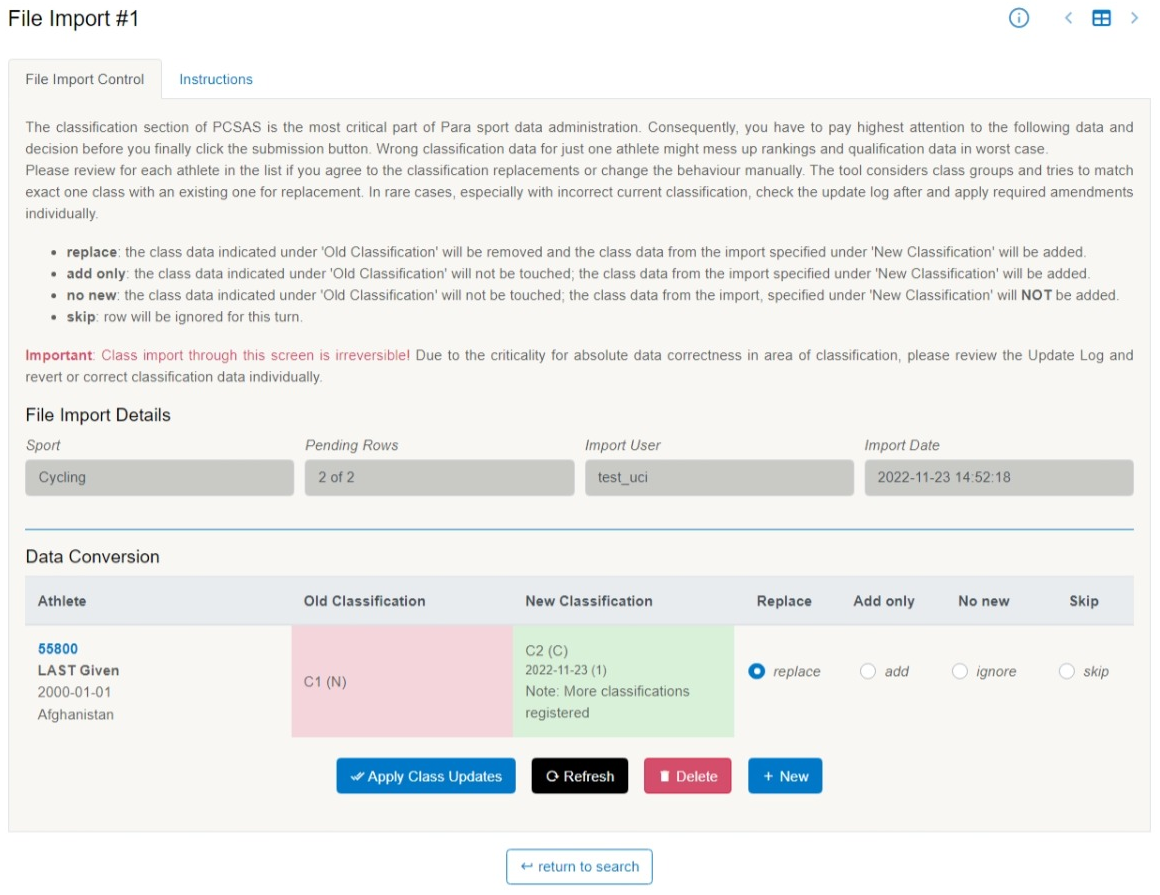 File Import #1
File Import Control
Instructions
The classification section of PCSAS is the most critical part of Para sport data administration. Consequently, you have to pay highest attention to the following data and
decision before you finally click the submission button. Wrong classification data for just one athlete might mess up rankings and qualification data in worst case.
Please review for each athlete in the list if you agree to the classification replacements or change the behaviour manually. The tool considers class groups and tries to match
exact one class with an existing one for replacement. In rare cases, especially with incorrect current classification, check the update log after and apply required amendments
individually.
• replace: the class data indicated under 'Old Classification' will be removed and the class data from the import specified under 'New Classification' will be added.
• add only: the class data indicated under 'Old Classification' will not be touched; the class data from the import specified under 'New Classification' will be added.
• no new: the class data indicated under 'Old Classification' will not be touched; the class data from the import, specified under 'New Classification' will NOT be added.
• skip: row will be ignored for this turn.
Important: Class import through this screen is irreversible! Due to the criticality for absolute data correctness in area of classification, please review the Update Log and
revert or correct classification data individually.
File Import Details
Sport Pending Rows Import User Import Date
Cycling 2 of 2 test_uci 2022-11-23 14:52:18
Data Conversion
Athlete Old Classification New Classification Replace Add only No new Skip
55800
LAST Given
2000-01-01
Afghanistan
C1 (N)
C2 (C)
2022-11-23 (1)
Note: More classifications
registered
replace add ignore skip
Apply Class Updates Refresh Delete + New
return to search